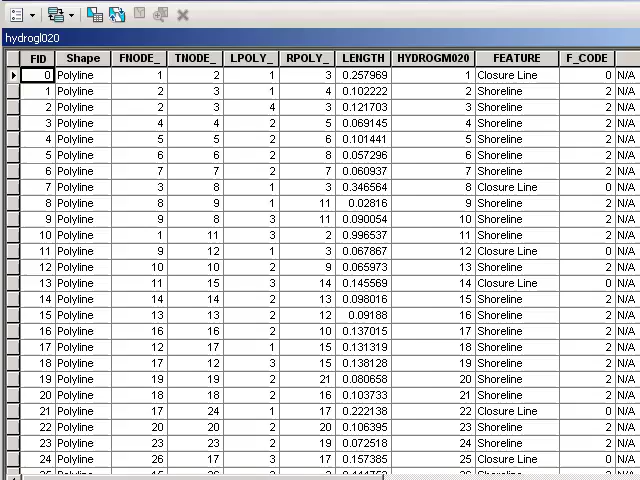 hydrogl020
FID Shape FNODE_ TNODE_ LPOLY_ RPOLY_ LENGTH HYDROGM020 FEATURE F_CODE
0 Polyline 1 2 1 3 0.257969 1 Closure Line 0 N/A
1 Polyline 2 3 1 4 0.102222 2 Shoreline 2 N/A
2 Polyline 2 3 4 3 0.121703 3 Shoreline 2 N/A
3 Polyline 4 4 2 5 0.069145 4 Shoreline 2 N/A
4 Polyline 5 5 2 6 0.101441 5 Shoreline 2 N/A
5 Polyline 6 6 2 8 0.057296 6 Shoreline 2 N/A
6 Polyline 7 7 2 7 0.060937 7 Shoreline 2 N/A
7 Polyline 3 8 1 3 0.346564 8 Closure Line 0 N/A
8 Polyline 8 9 1 11 0.02816 9 Shoreline 2 N/A
9 Polyline 9 8 3 11 0.090054 10 Shoreline 2 N/A
10 Polyline 1 11 3 2 0.996537 11 Shoreline 2 N/A
11 Polyline 9 12 1 3 0.067867 12 Closure Line 0 N/A
12 Polyline 10 10 2 9 0.065973 13 Shoreline 2 N/A
13 Polyline 11 15 3 14 0.145569 14 Closure Line 0 N/A
14 Polyline 14 14 2 13 0.098016 15 Shoreline 2 N/A
15 Polyline 13 13 2 12 0.09188 16 Shoreline 2 N/A
16 Polyline 16 16 2 10 0.137015 17 Shoreline 2 N/A
17 Polyline 12 17 1 15 0.131319 18 Shoreline 2 N/A
18 Polyline 17 12 3 15 0.138128 19 Shoreline 2 N/A
19 Polyline 19 19 2 21 0.080658 20 Shoreline 2 N/A
20 Polyline 18 18 2 16 0.103733 21 Shoreline 2 N/A
21 Polyline 17 24 1 17 0.222138 22 Closure Line 0 N/A
22 Polyline 20 20 2 20 0.106395 23 Shoreline 2 N/A
23 Polyline 23 23 2 19 0.072518 24 Shoreline 2 N/A
24 Polyline 26 17 3 17 0.157385 25 Closure Line 0 N/A